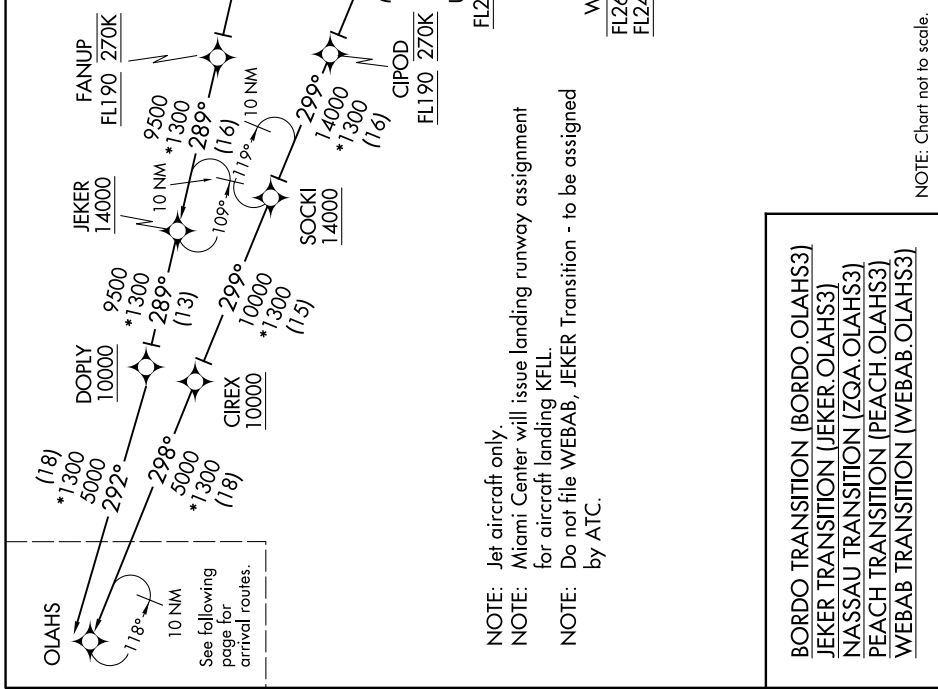 FANUP
FL190 270K
9500
*1300
289°
(16)
10 NM
119°
299°
14000
*1300
(16)
CIPOD
FL190 270K
FL2
W
FL26
FL24
JEKER
14000
10 NM
109°
SOCKI
14000
9500
*1300
289°
(13)
299°
10000
*1300
(15)
DOPLY
10000
CIREX
10000
(18)
*1300
5000
292°
298°
5000
*1300
(18)
OLAHS
118°
10 NM
See following
page for
arrival routes.
NOTE: Jet aircraft only.
NOTE: Miami Center will issue landing runway assignment
for aircraft landing KFLL.
NOTE: Do not file WEBAB, JEKER Transition - to be assigned
by ATC.
BORDO TRANSITION (BORDO.OLAHS3)
JEKER TRANSITION (JEKER.OLAHS3)
NASSAU TRANSITION (ZQA.OLAHS3)
PEACH TRANSITION (PEACH.OLAHS3)
WEBAB TRANSITION (WEBAB.OLAHS3)
NOTE: Chart not to scale.